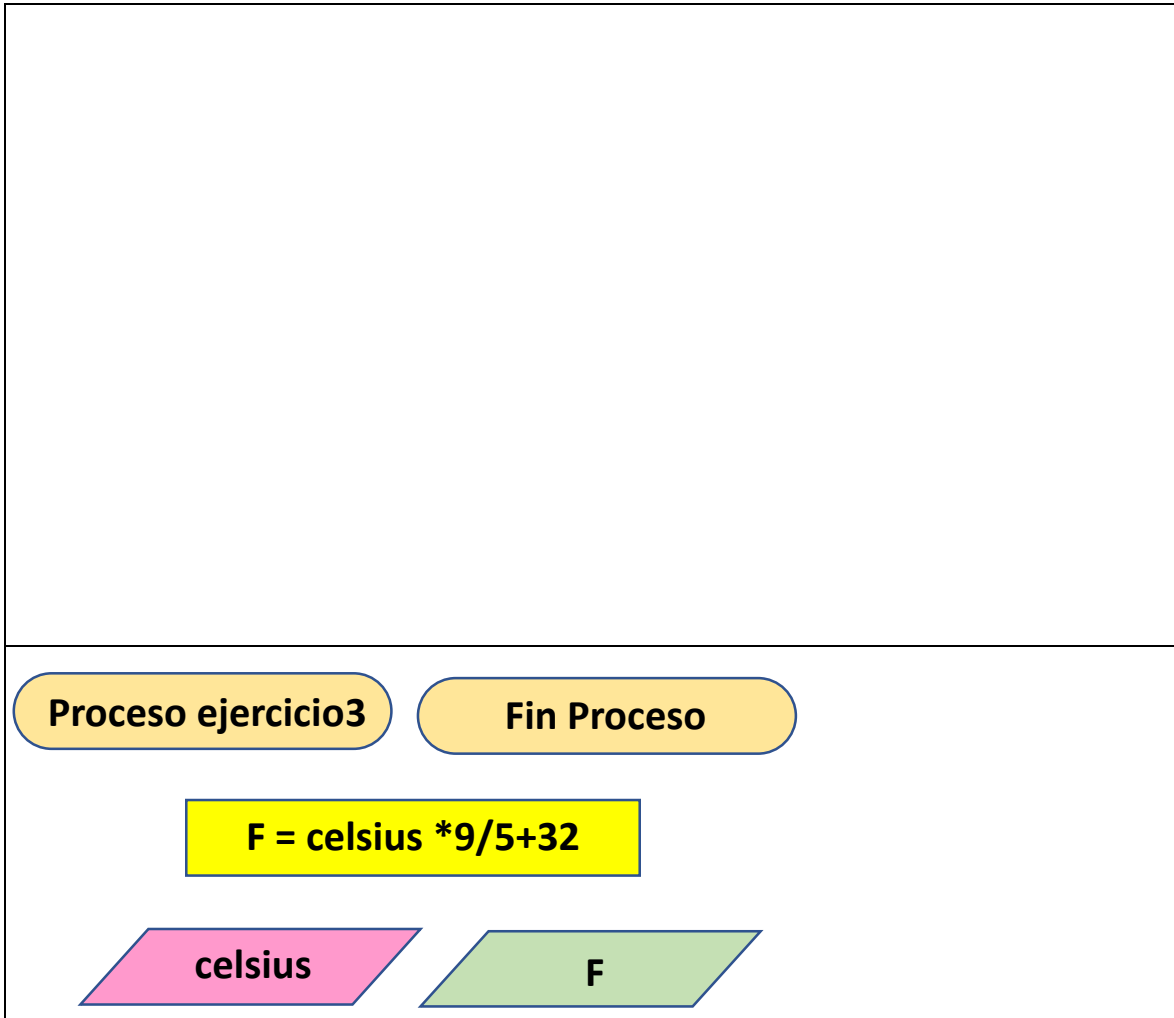 Proceso ejercicio3
Fin Proceso
F = celsius *9/5+32
celsius
F